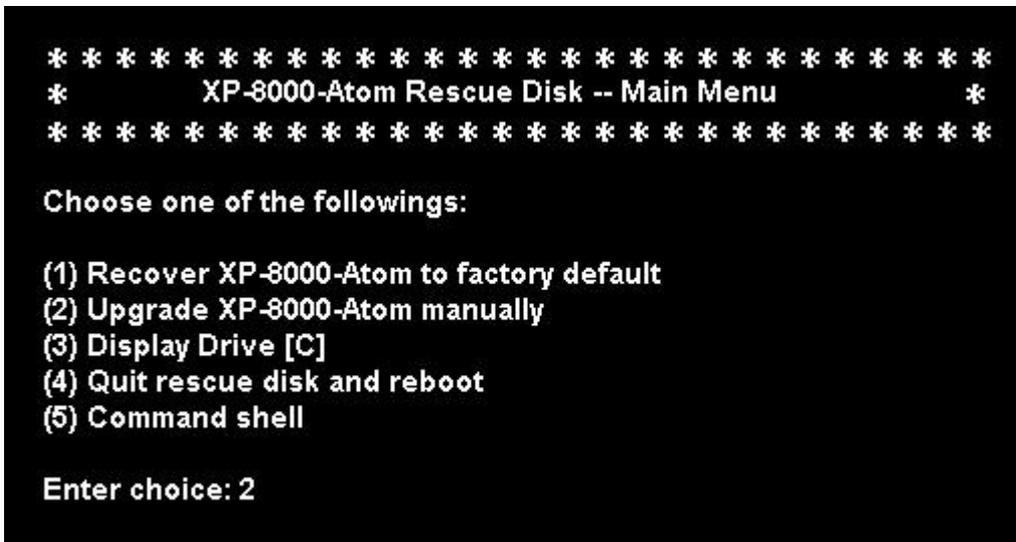 * * * * * * * * * * * * * * * * * * * * * * * * * * * *
* XP-8000-Atom Rescue Disk -- Main Menu *
* * * * * * * * * * * * * * * * * * * * * * * * * * * *
Choose one of the followings:
(1) Recover XP-8000-Atom to factory default
(2) Upgrade XP-8000-Atom manually
(3) Display Drive [C]
(4) Quit rescue disk and reboot
(5) Command shell
Enter choice: 2